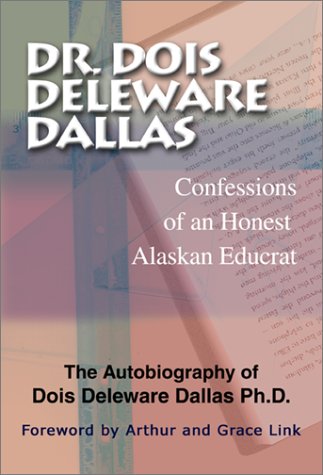 DR. DOIS
DELEWARE
DALLAS
Confessions
of an Honest
Alaskan Educrat
The Autobiography of
Dois Deleware Dallas Ph.D.
Foreword by Arthur and Grace Link